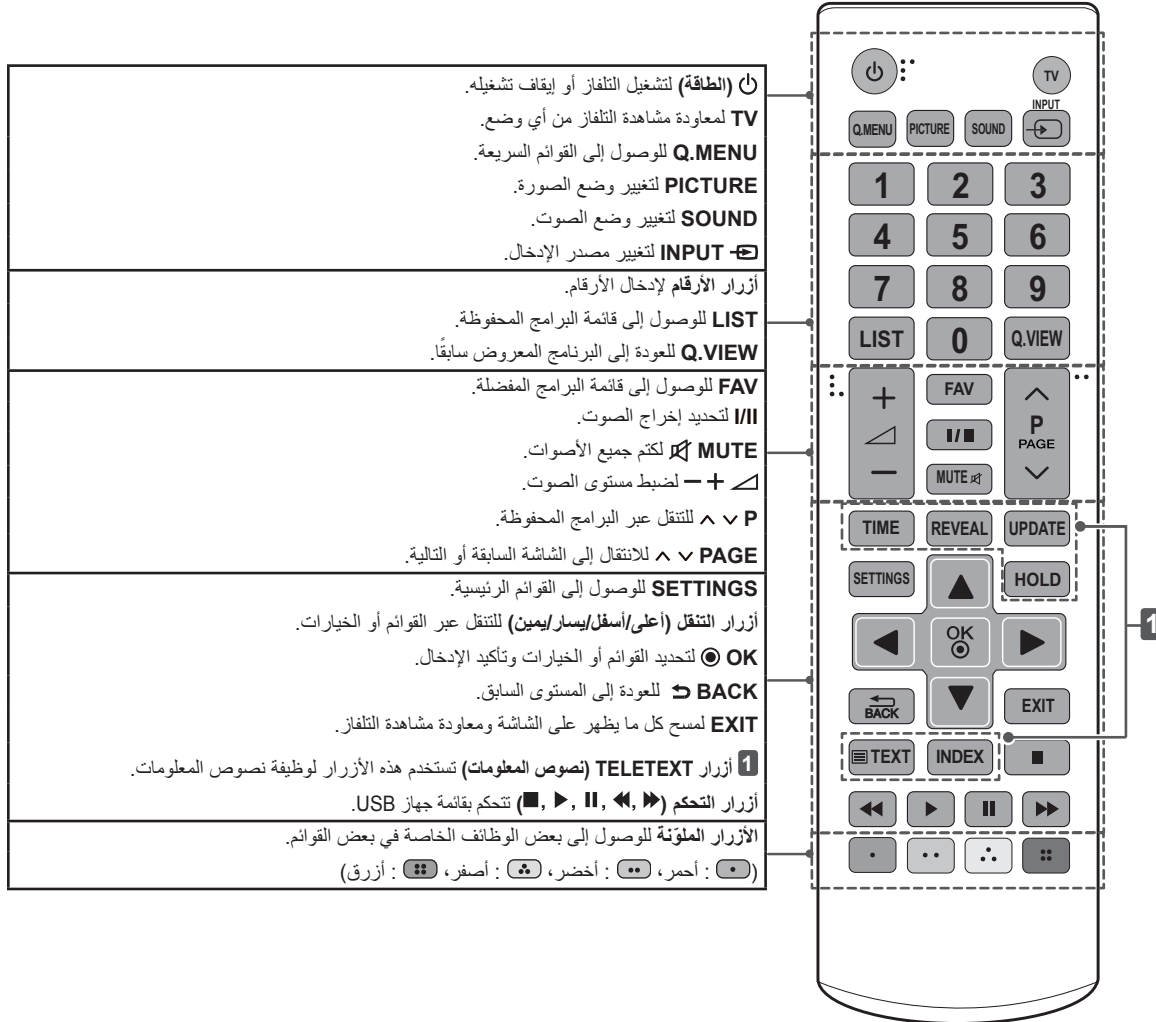 ⏻ (الطاقة) لتشغيل التلفاز أو إيقاف تشغيله.
TV لمعاودة مشاهدة التلفاز من أي وضع.
Q.MENU للوصول إلى القوائم السريعة.
PICTURE لتغيير وضع الصورة.
SOUND لتغيير وضع الصوت.
INPUT لتغيير مصدر الإدخال.
أزرار الأرقام لإدخال الأرقام.
LIST للوصول إلى قائمة البرامج المحفوظة.
Q.VIEW للعودة إلى البرنامج المعروض سابقًا.
FAV للوصول إلى قائمة البرامج المفضلة.
I/II لتحديد إخراج الصوت.
MUTE لكتم جميع الأصوات.
+ − لضبط مستوى الصوت.
P ∨ ∧ للتنقل عبر البرامج المحفوظة.
PAGE ∨ ∧ للانتقال إلى الشاشة السابقة أو التالية.
SETTINGS للوصول إلى القوائم الرئيسية.
أزرار التنقل (أعلى/أسفل/يسار/يمين) للتنقل عبر القوائم أو الخيارات.
OK ◉ لتحديد القوائم أو الخيارات وتأكيد الإدخال.
BACK ⮌ للعودة إلى المستوى السابق.
EXIT لمسح كل ما يظهر على الشاشة ومعاودة مشاهدة التلفاز.
1 أزرار TELETEXT (نصوص المعلومات) تستخدم هذه الأزرار لوظيفة نصوص المعلومات.
أزرار التحكم (■, ▶, II, ◀◀, ▶▶) تتحكم بقائمة جهاز USB.
الأزرار الملوّنة للوصول إلى بعض الوظائف الخاصة في بعض القوائم.
( : أحمر، : أخضر، : أصفر، : أزرق)
TV
INPUT
Q.MENU PICTURE SOUND
1 2 3
4 5 6
7 8 9
LIST 0 Q.VIEW
+ FAV ∧
I/II P
PAGE
− MUTE ∨
TIME REVEAL UPDATE
SETTINGS ▲ HOLD
◀ OK ◉ ▶
1
BACK ▼ EXIT
TEXT INDEX ■
◀◀ ▶ II ▶▶